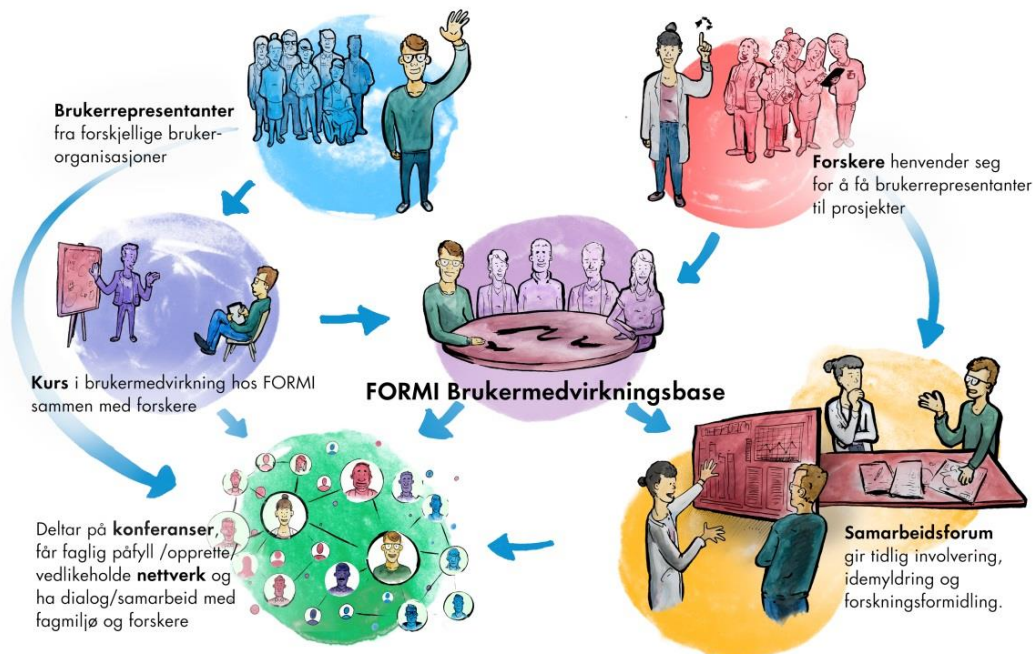 Brukerrepresentanter
fra forskjellige bruker-
organisasjoner
Forskere henvender seg
for å få brukerrepresentanter
til prosjekter
Kurs i brukermedvirkning hos FORMI
sammen med forskere
FORMI Brukermedvirkningsbase
Deltar på konferanser,
får faglig påfyll /opprette/
vedlikeholde nettverk og
ha dialog/samarbeid med
fagmiljø og forskere
Samarbeidsforum
gir tidlig involvering,
idemyldring og
forskningsformidling.